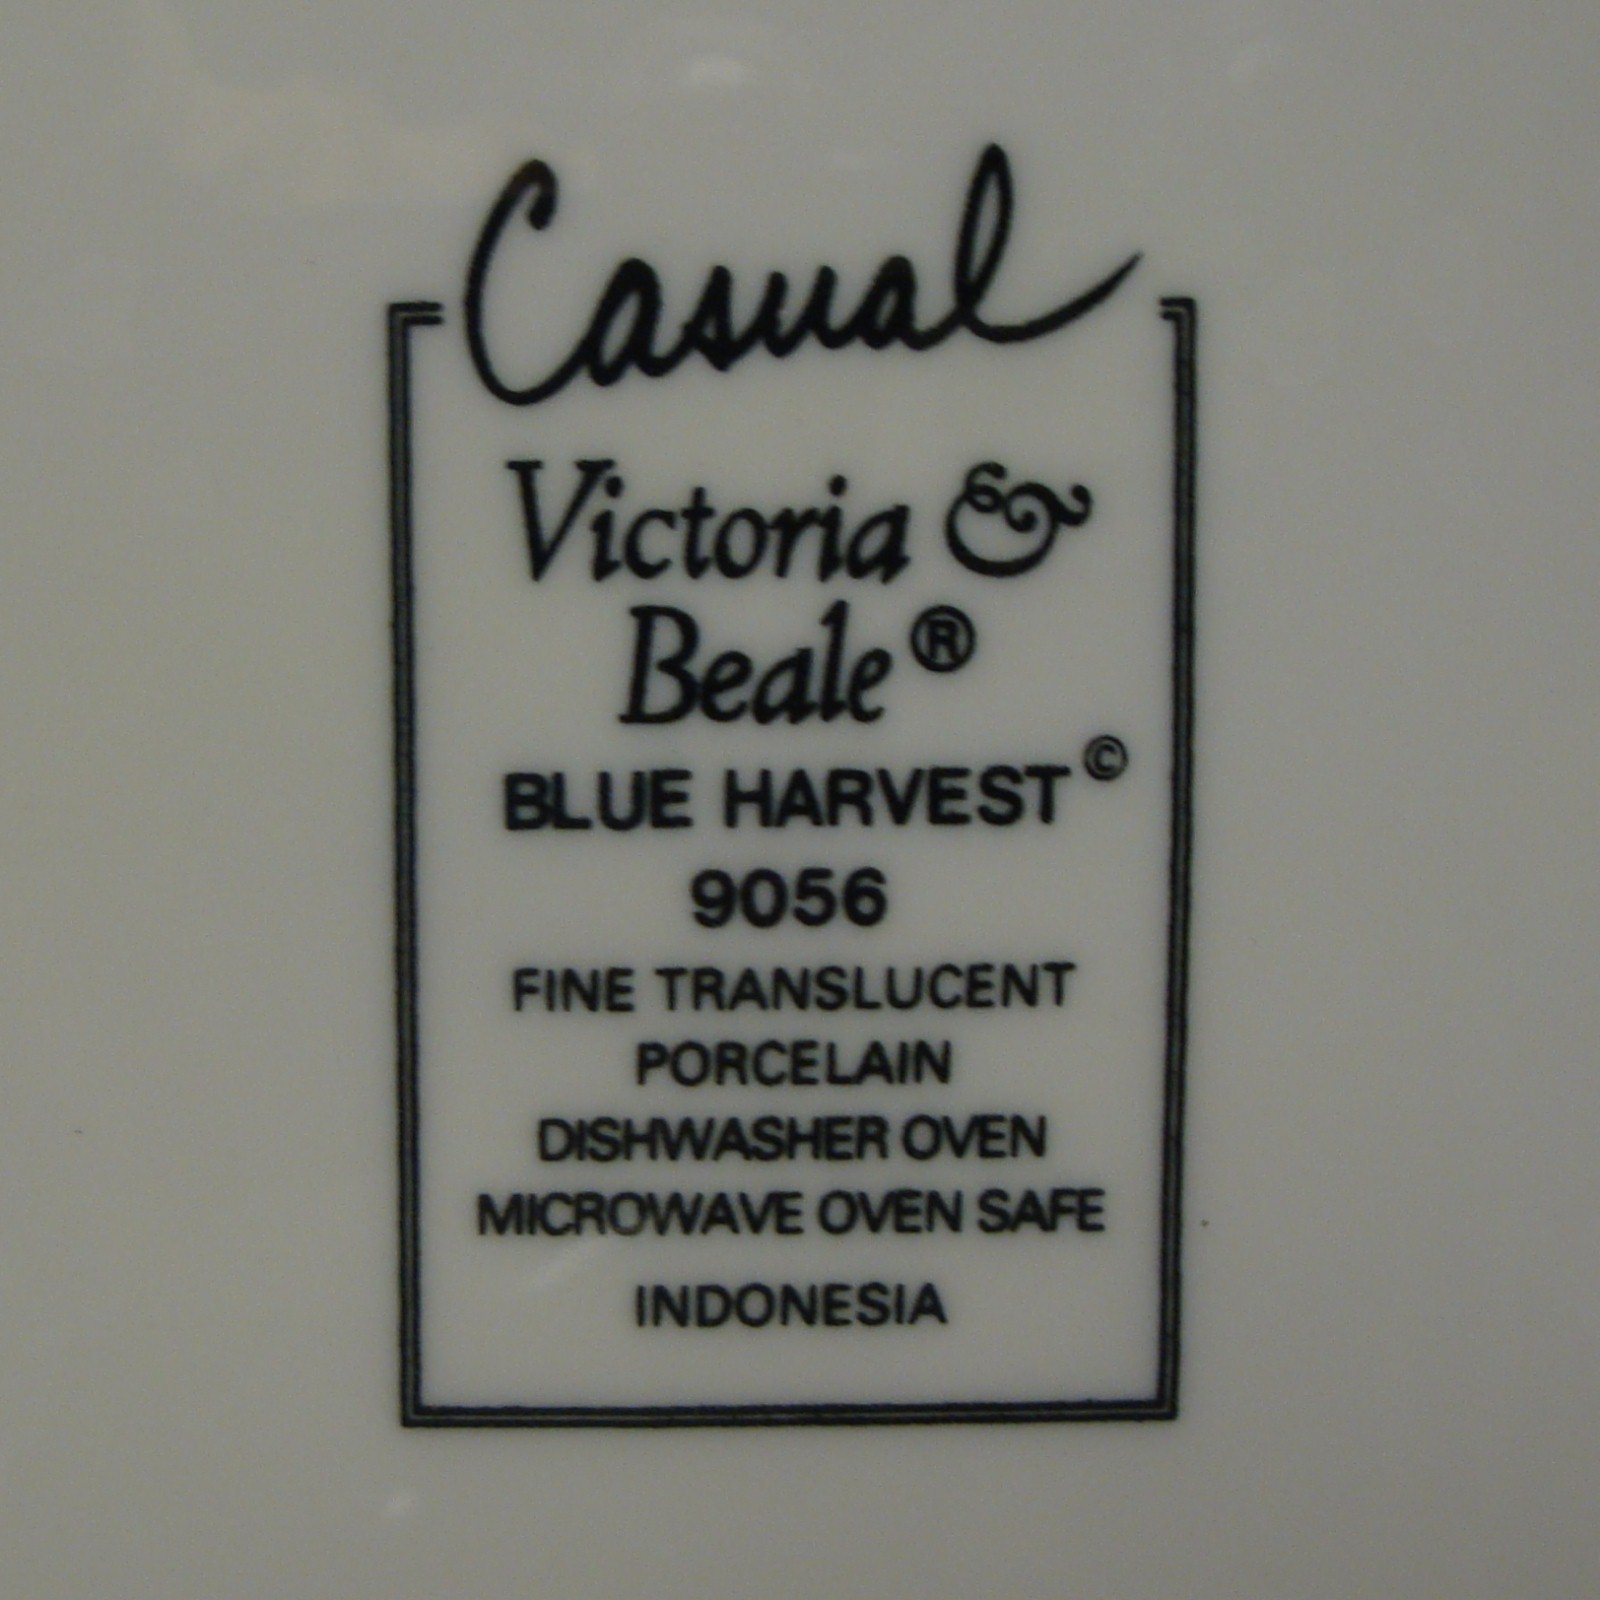 Casual
Victoria &
Beale®
BLUE HARVEST©
9056
FINE TRANSLUCENT
PORCELAIN
DISHWASHER OVEN
MICROWAVE OVEN SAFE
INDONESIA